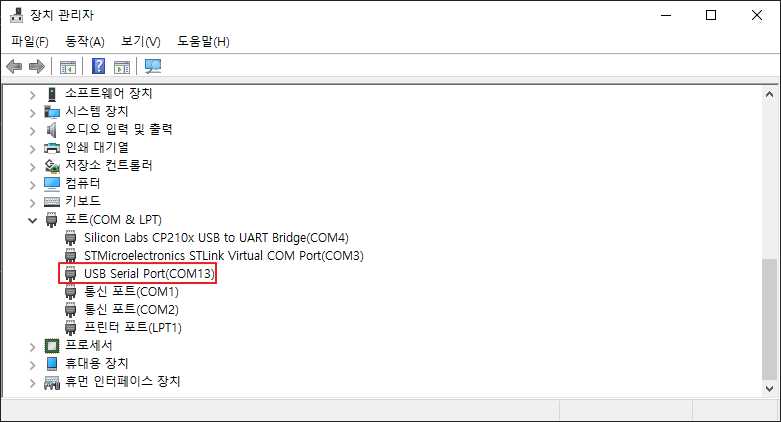 장치 관리자
파일(F) 동작(A) 보기(V) 도움말(H)
소프트웨어 장치
시스템 장치
오디오 입력 및 출력
인쇄 대기열
저장소 컨트롤러
컴퓨터
키보드
포트(COM & LPT)
Silicon Labs CP210x USB to UART Bridge(COM4)
STMicroelectronics STLink Virtual COM Port(COM3)
USB Serial Port(COM13)
통신 포트(COM1)
통신 포트(COM2)
프린터 포트(LPT1)
프로세서
휴대용 장치
휴먼 인터페이스 장치